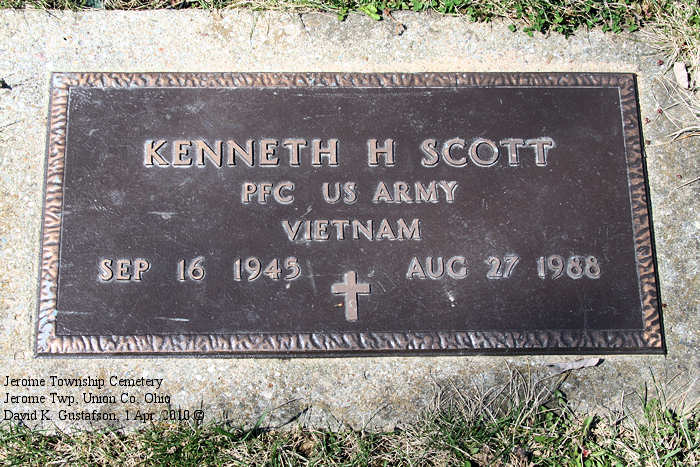 KENNETH H SCOTT
PFC US ARMY
VIETNAM
SEP 16 1945 AUG 27 1988
Jerome Township Cemetery
Jerome Twp, Union Co, Ohio
David K. Gustafson, 1 Apr, 2010 ©